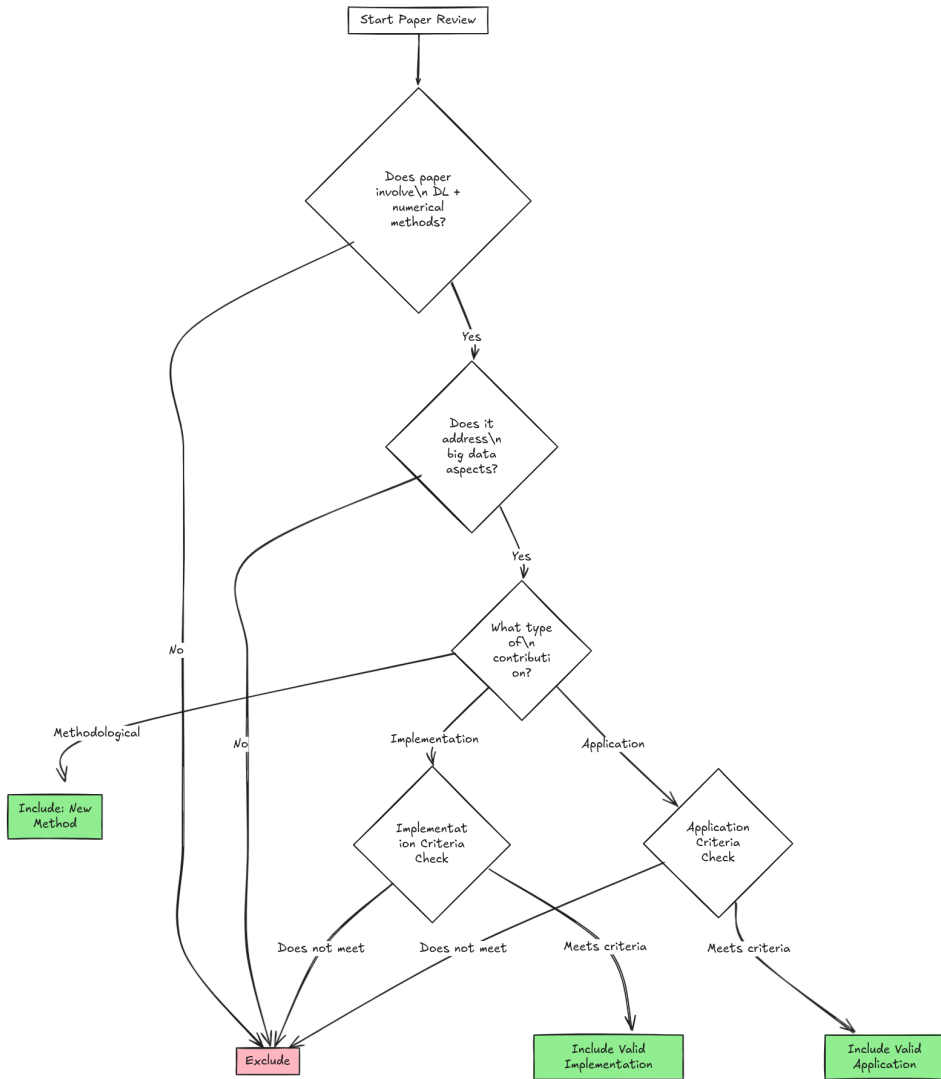 Start Paper Review
Does paper
involve\n DL +
numerical
methods?
Yes
Does it
address\n
big data
aspects?
Yes
What type
of\n
contributi
on?
No
Methodological
No
Implementation
Application
Include: New
Method
Implementat
ion Criteria
Check
Application
Criteria
Check
Does not meet
Does not meet
Meets criteria
Meets criteria
Exclude
Include Valid
Implementation
Include Valid
Application